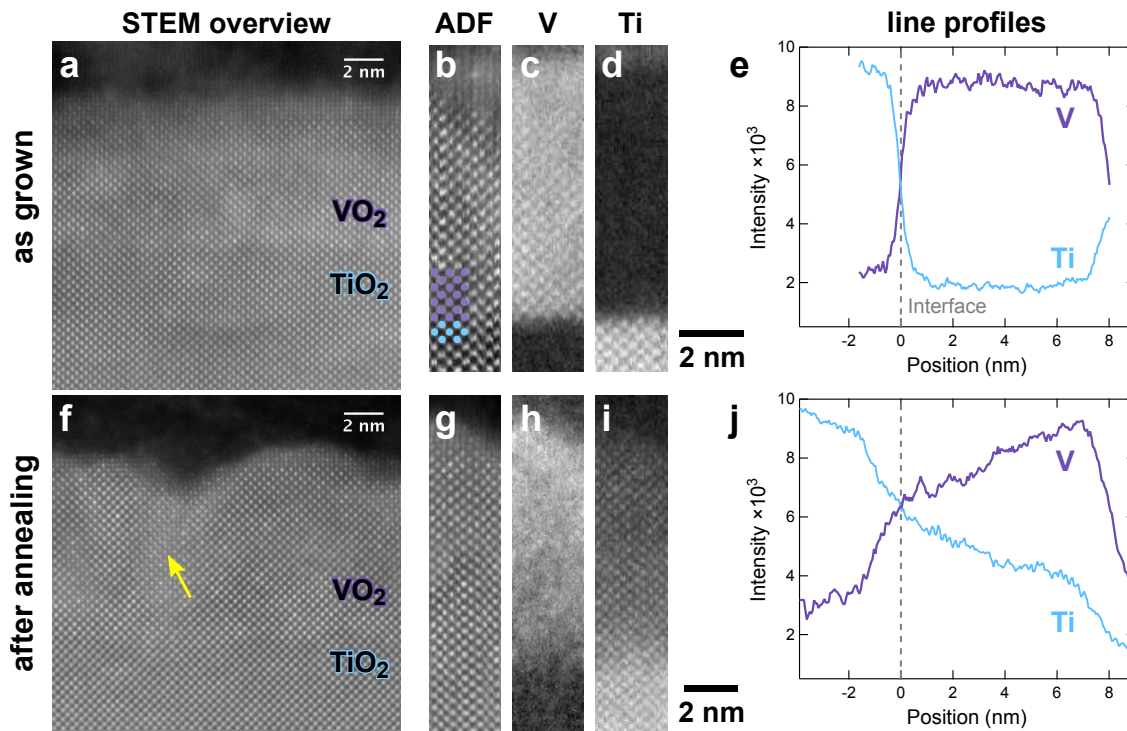 STEM overview
ADF
V
Ti
line profiles
as grown
a
2 nm
VO₂
TiO₂
b
c
d
2 nm
e
10
8
6
4
2
Intensity ×10³
V
Ti
Interface
-2
0
2
4
6
8
Position (nm)
after annealing
f
2 nm
VO₂
TiO₂
g
h
i
2 nm
j
10
8
6
4
2
Intensity ×10³
V
Ti
-2
0
2
4
6
8
Position (nm)